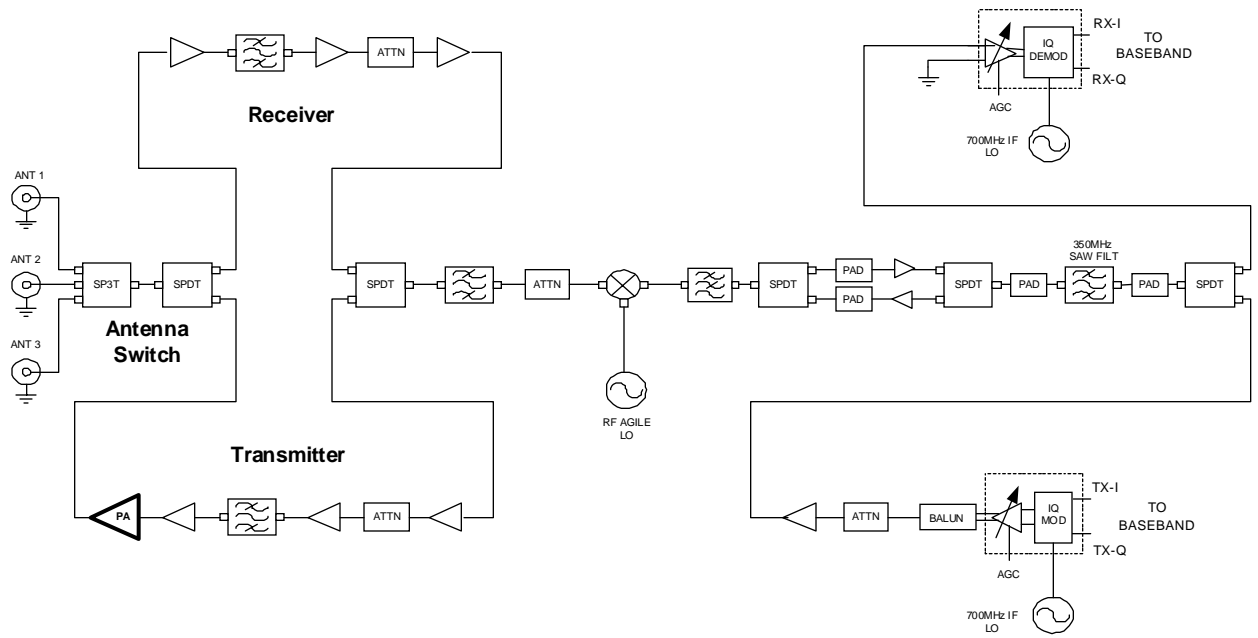 ATTN
Receiver
IQ
DEMOD
RX-I
RX-Q
TO
BASEBAND
AGC
700MHz IF
LO
ANT 1
ANT 2
ANT 3
SP3T
SPDT
Antenna
Switch
SPDT
ATTN
RF AGILE
LO
SPDT
PAD
PAD
SPDT
PAD
350MHz
SAW FILT
PAD
SPDT
Transmitter
PA
ATTN
ATTN
BALUN
IQ
MOD
TX-I
TX-Q
TO
BASEBAND
AGC
700MHz IF
LO